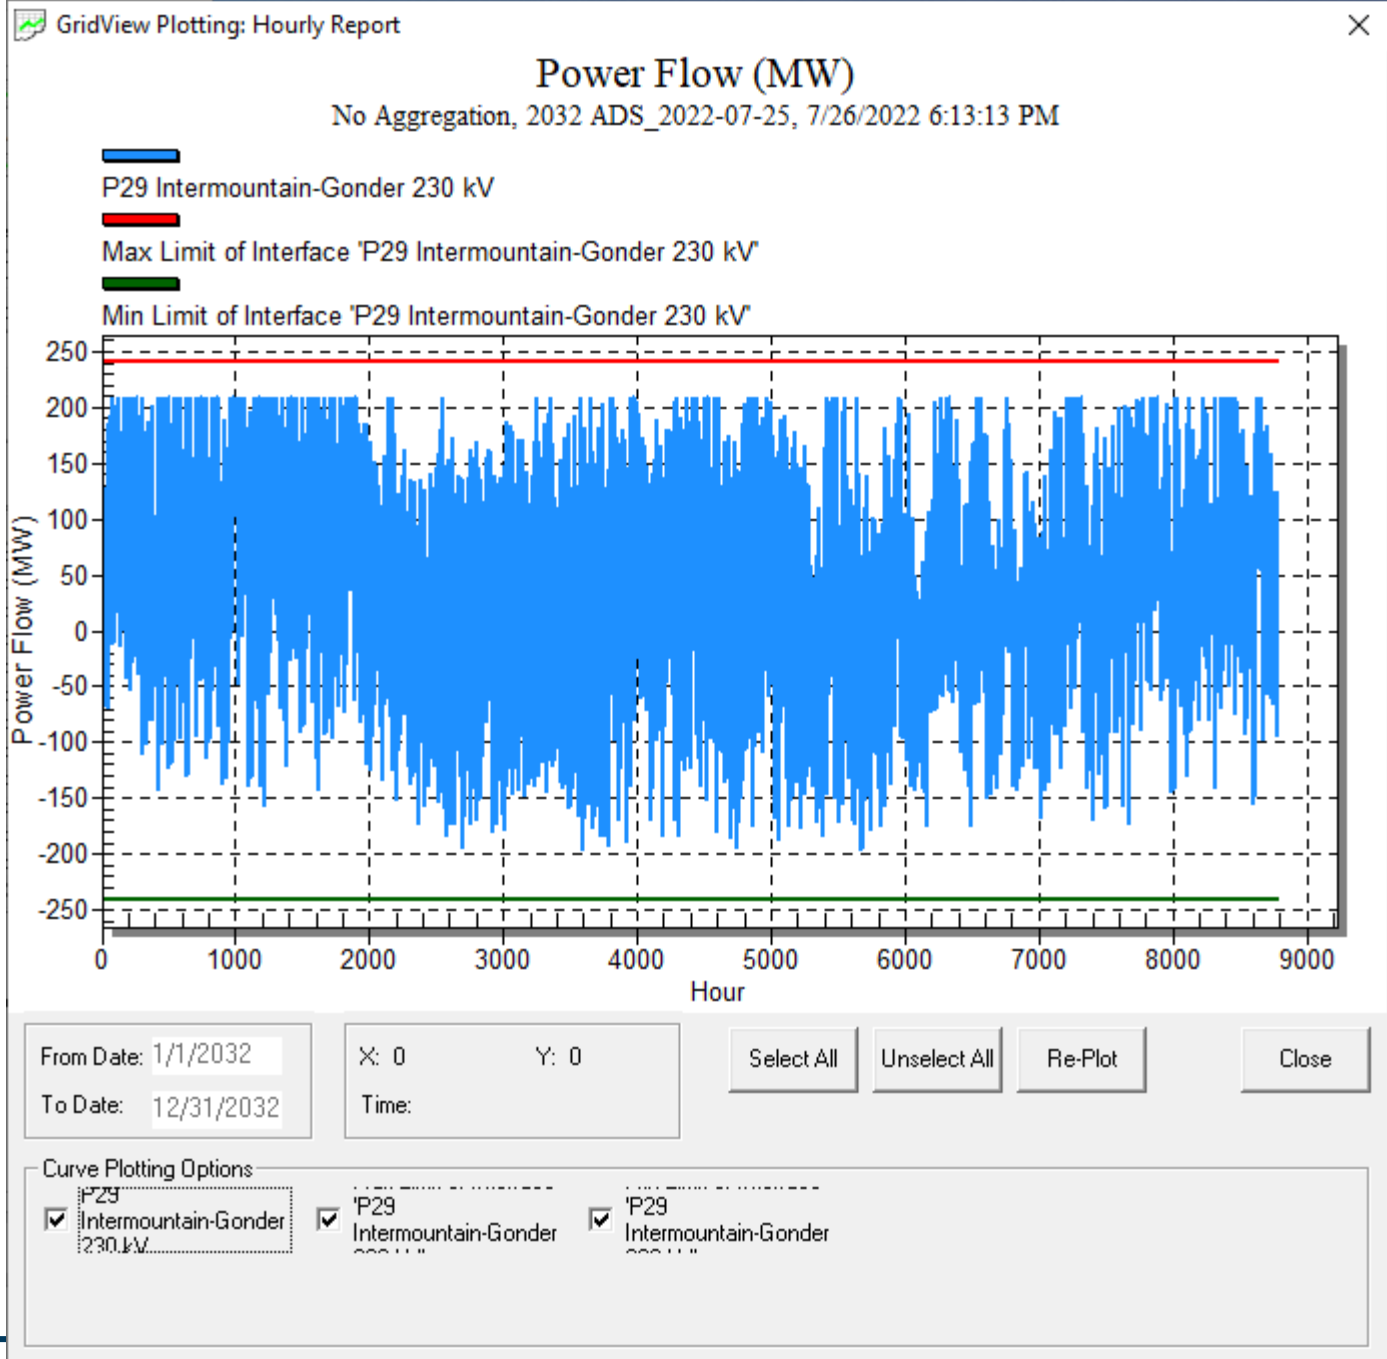 GridView Plotting: Hourly Report
Power Flow (MW)
No Aggregation, 2032 ADS_2022-07-25, 7/26/2022 6:13:13 PM
P29 Intermountain-Gonder 230 kV
Max Limit of Interface 'P29 Intermountain-Gonder 230 kV'
Min Limit of Interface 'P29 Intermountain-Gonder 230 kV'
Power Flow (MW)
250
200
150
100
50
0
-50
-100
-150
-200
-250
0 1000 2000 3000 4000 5000 6000 7000 8000 9000
Hour
From Date: 1/1/2032
To Date: 12/31/2032
X: 0 Y: 0
Time:
Select All
Unselect All
Re-Plot
Close
Curve Plotting Options
P29
Intermountain-Gonder
230 kV
'P29
Intermountain-Gonder
'P29
Intermountain-Gonder